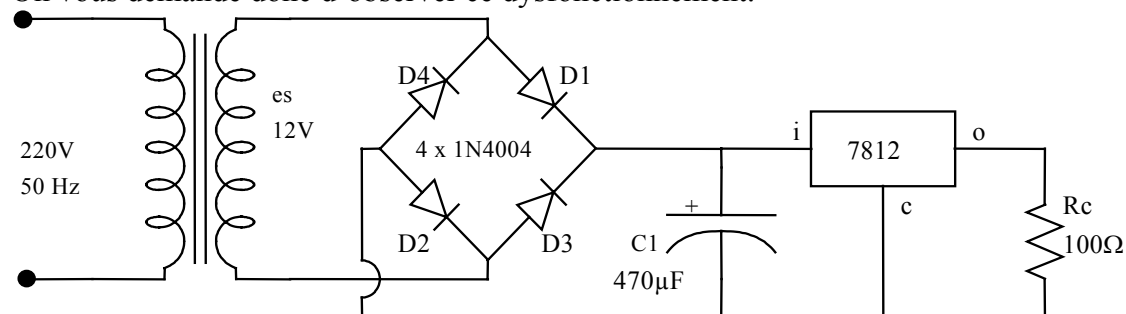 On vous demande donc d'observer ce dysfonctionnement.
D4
D1
es
12V
i
7812
o
220V
50 Hz
4 x 1N4004
c
+
Rc
D2
D3
C1
100Ω
470µF